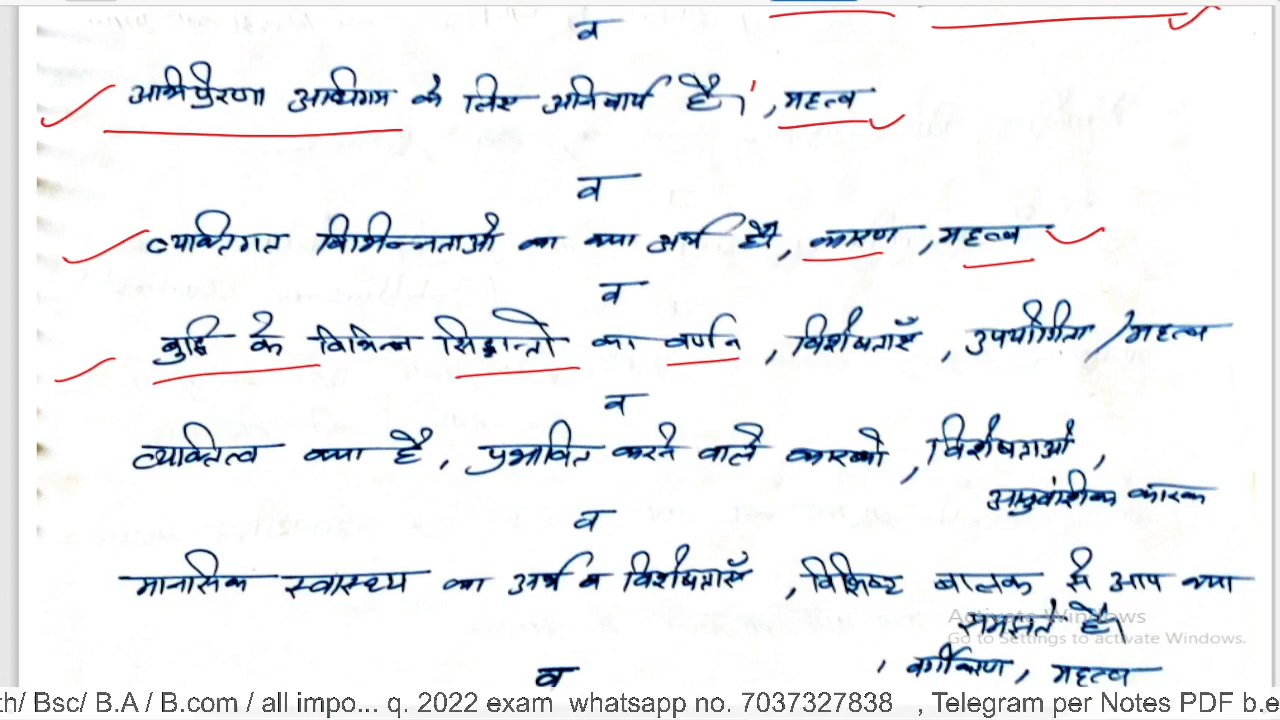 व
अभिप्रेरणा अधिगम के लिए अनिवार्य है।' , महत्व
व
व्यक्तिगत विभिन्नताओं का क्या अर्थ है, कारण , महत्व
व
बुद्धि के विभिन्न सिद्धान्तो का वर्णन , विशेषताएँ , उपयोगिता / महत्व
व
व्यक्तित्व क्या है , प्रभावित करने वाले कारको , विशेषताओं ,
आनुवांशिक कारक
व
मानसिक स्वास्थ्य का अर्थ व विशेषताएँ , विशिष्ट बालक से आप क्या
समझते है।
Activate Windows
Go to Settings to activate Windows.
, वर्गीकरण , महत्व
व
th/ Bsc/ B.A / B.com / all impo... q. 2022 exam whatsapp no. 7037327838 , Telegram per Notes PDF b.e